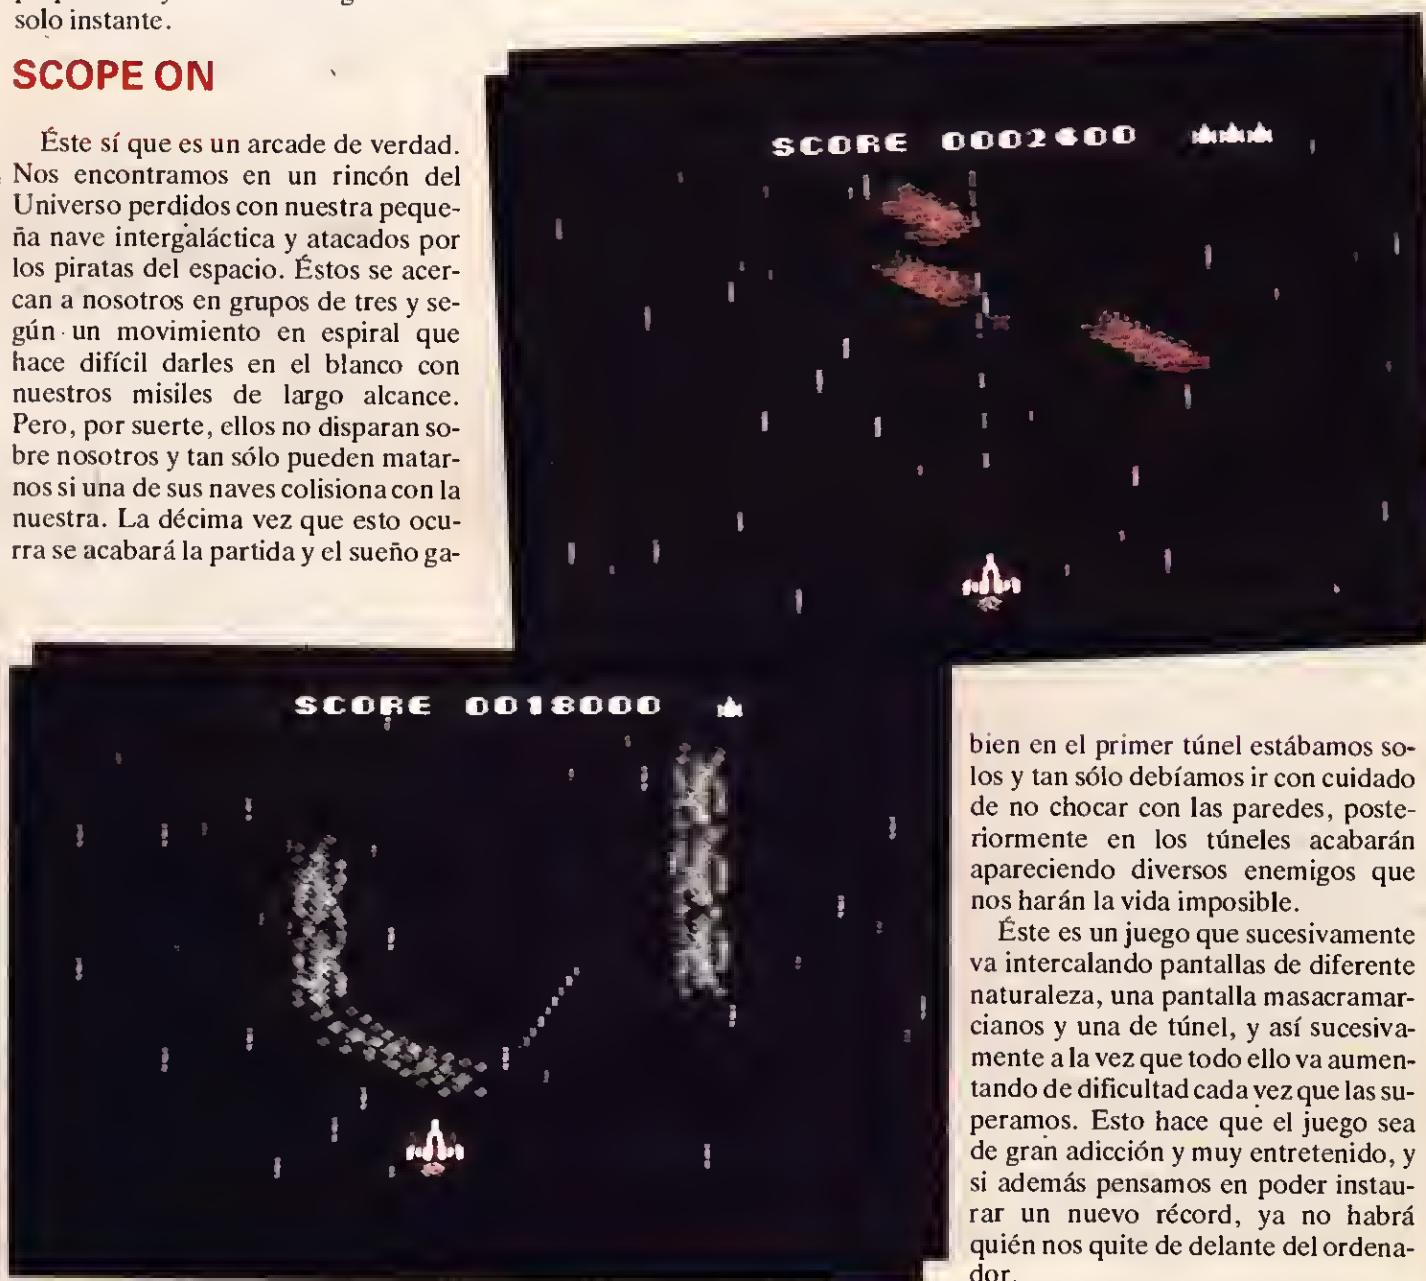 solo instante.
SCOPE ON
Éste sí que es un arcade de verdad.
Nos encontramos en un rincón del
Universo perdidos con nuestra peque-
ña nave intergaláctica y atacados por
los piratas del espacio. Éstos se acer-
can a nosotros en grupos de tres y se-
gún un movimiento en espiral que
hace difícil darles en el blanco con
nuestros misiles de largo alcance.
Pero, por suerte, ellos no disparan so-
bre nosotros y tan sólo pueden matar-
nos si una de sus naves colisiona con la
nuestra. La décima vez que esto ocu-
rra se acabará la partida y el sueño ga-
SCORE 0002600
SCORE 0018000
bien en el primer túnel estábamos so-
los y tan sólo debíamos ir con cuidado
de no chocar con las paredes, poste-
riormente en los túneles acabarán
apareciendo diversos enemigos que
nos harán la vida imposible.
Éste es un juego que sucesivamente
va intercalando pantallas de diferente
naturaleza, una pantalla masacramar-
cianos y una de túnel, y así sucesiva-
mente a la vez que todo ello va aumen-
tando de dificultad cada vez que las su-
peramos. Esto hace que el juego sea
de gran adicción y muy entretenido, y
si además pensamos en poder instau-
rar un nuevo récord, ya no habrá
quién nos quite de delante del ordena-
dor.